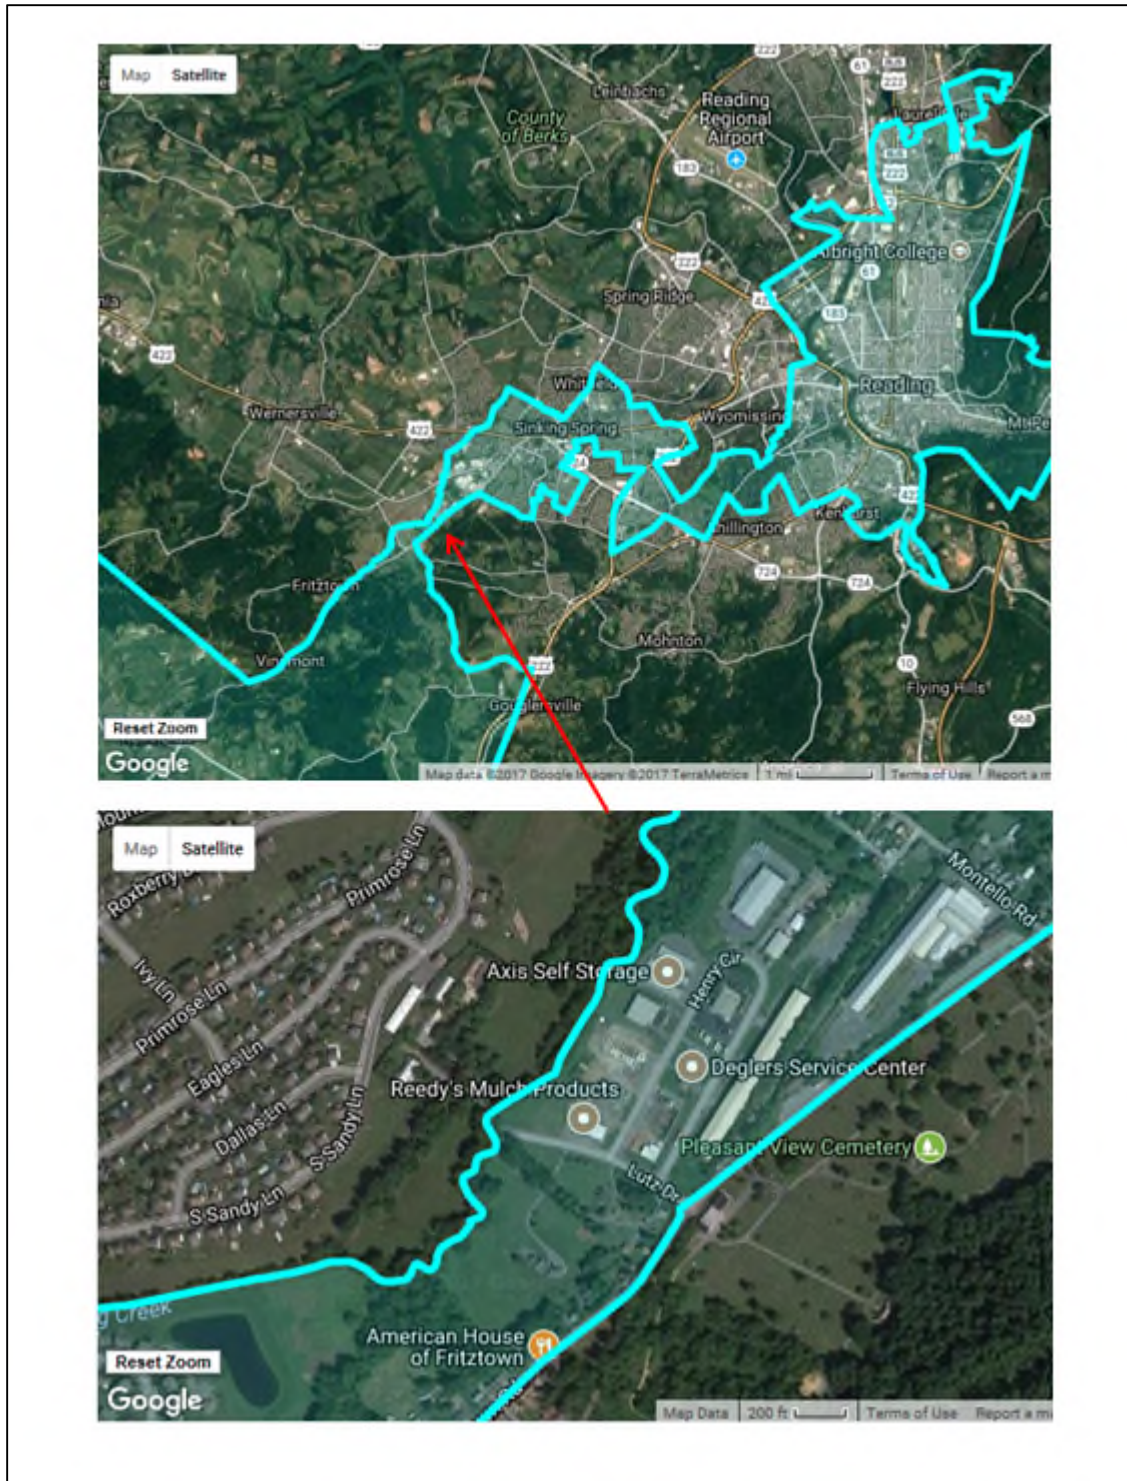 Map Satellite
222
61
222
Leinbachs
Laureldale
County
of Berks
Reading
Regional
Airport
183
222
Albright College
61
222
Spring Ridge
422
183
422
Whitfield
Reading
Wernersville
Wyomissing
422
Sinking Spring
422
Shillington
Kenhorst
724
724
Fritztown
Mohnton
Vinemont
222
10
Flying Hills
Gouglersville
568
Reset Zoom
Google
Map data ©2017 Google Imagery ©2017 TerraMetrics 1 mi Terms of Use Report a m
Map Satellite
Primrose Ln
Roxberry
Montello Rd
Ivy Ln
Axis Self Storage
Henry Cir
Primrose Ln
Eagles Ln
Deglers Service Center
Reedy's Mulch Products
Dallas Ln
S Sandy Ln
Pleasant View Cemetery
Lutz Dr
S Sandy Ln
g Creek
American House
of Fritztown
Reset Zoom
Google
Rd
Map Data 200 ft Terms of Use Report a m